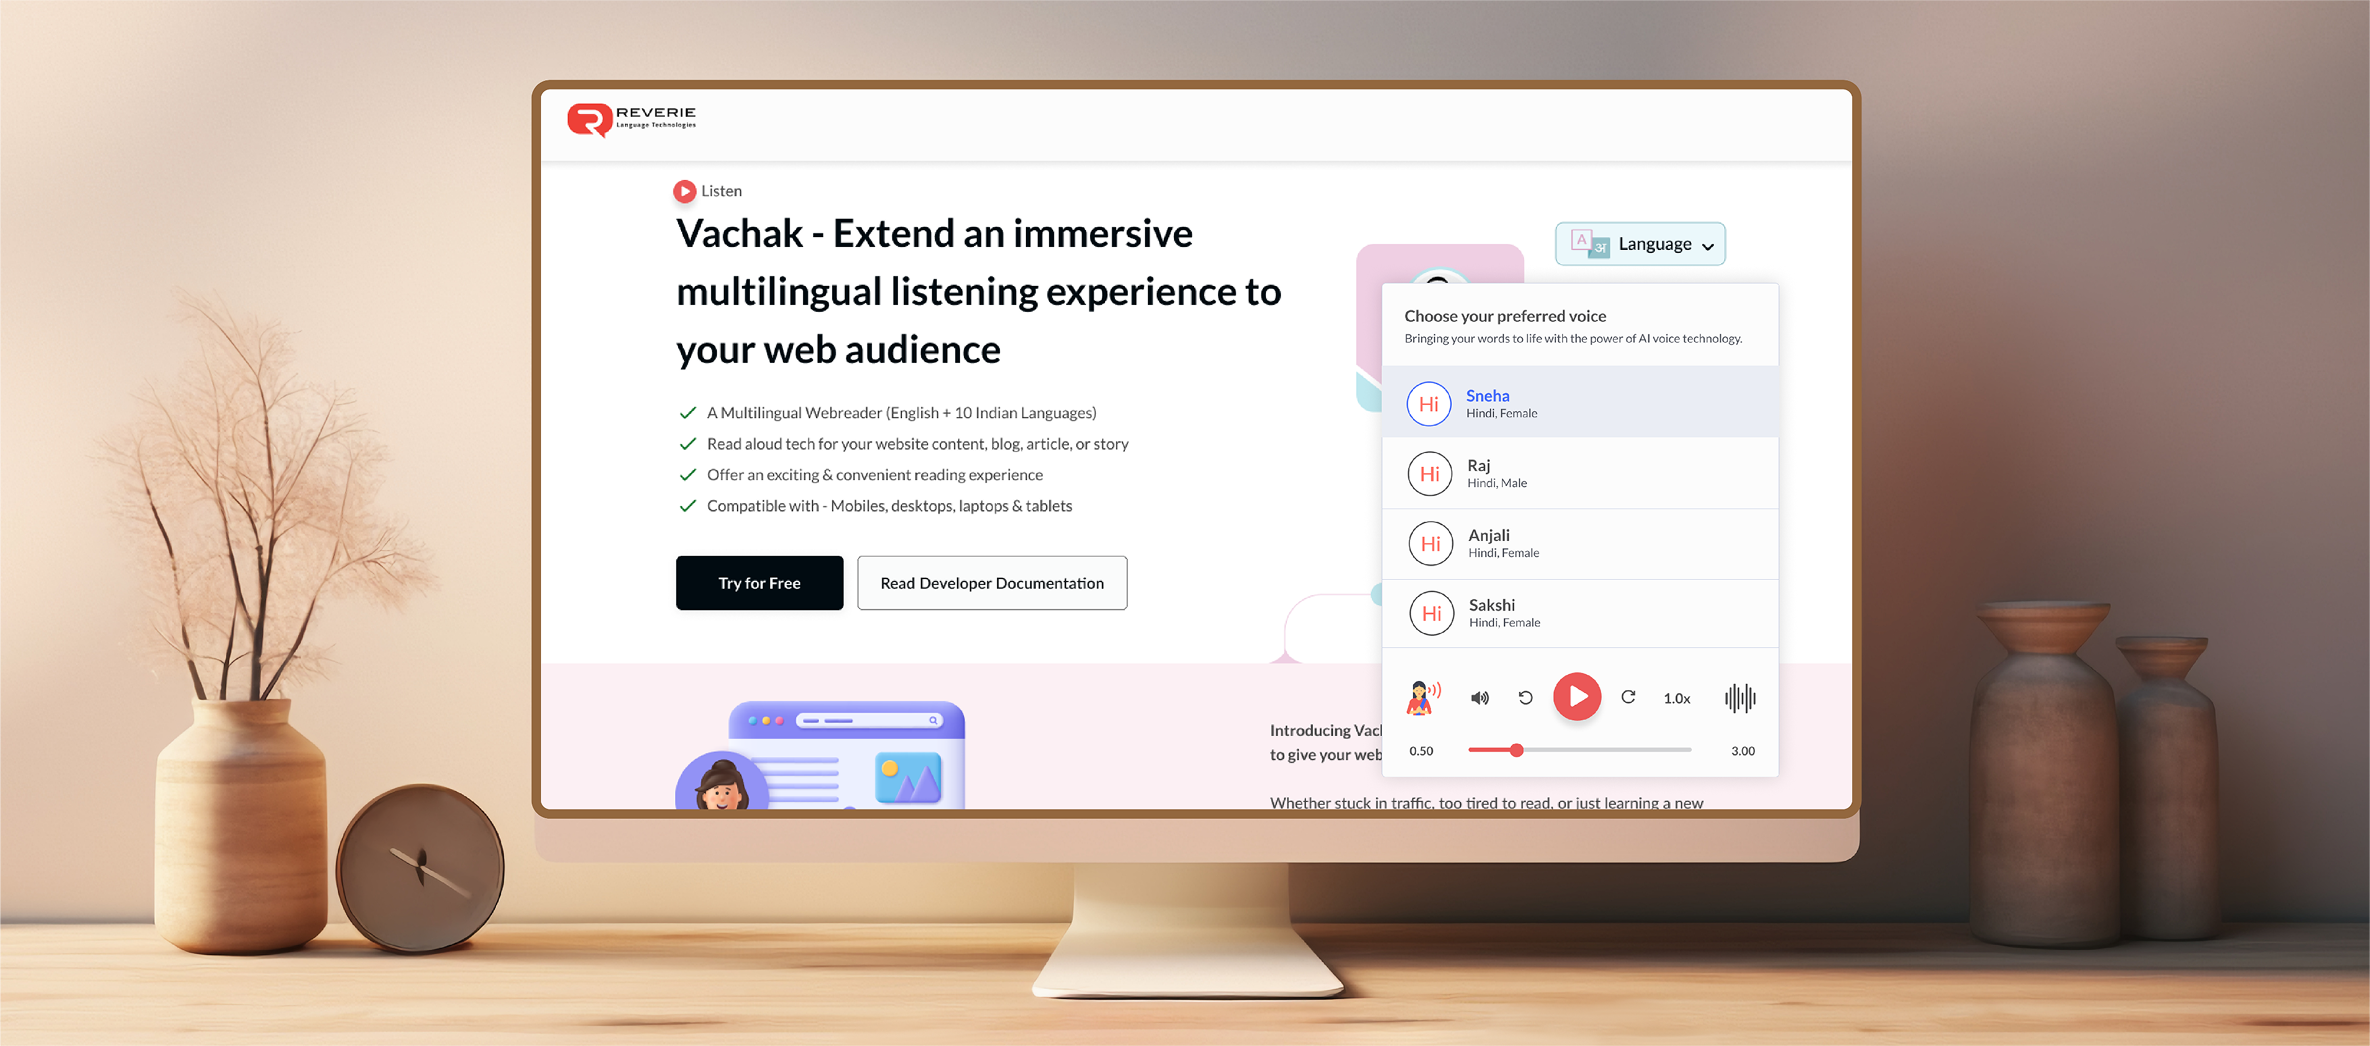 REVERIE
Language Technologies
Listen
Vachak - Extend an immersive
multilingual listening experience to
your web audience
A Multilingual Webreader (English + 10 Indian Languages)
Read aloud tech for your website content, blog, article, or story
Offer an exciting & convenient reading experience
Compatible with - Mobiles, desktops, laptops & tablets
Try for Free
Read Developer Documentation
A अ Language
Choose your preferred voice
Bringing your words to life with the power of AI voice technology.
Hi
Sneha
Hindi, Female
Hi
Raj
Hindi, Male
Hi
Anjali
Hindi, Female
Hi
Sakshi
Hindi, Female
1.0x
0.50
3.00
Introducing
to give your web
Whether stuck in traffic, too tired to read, or just learning a new